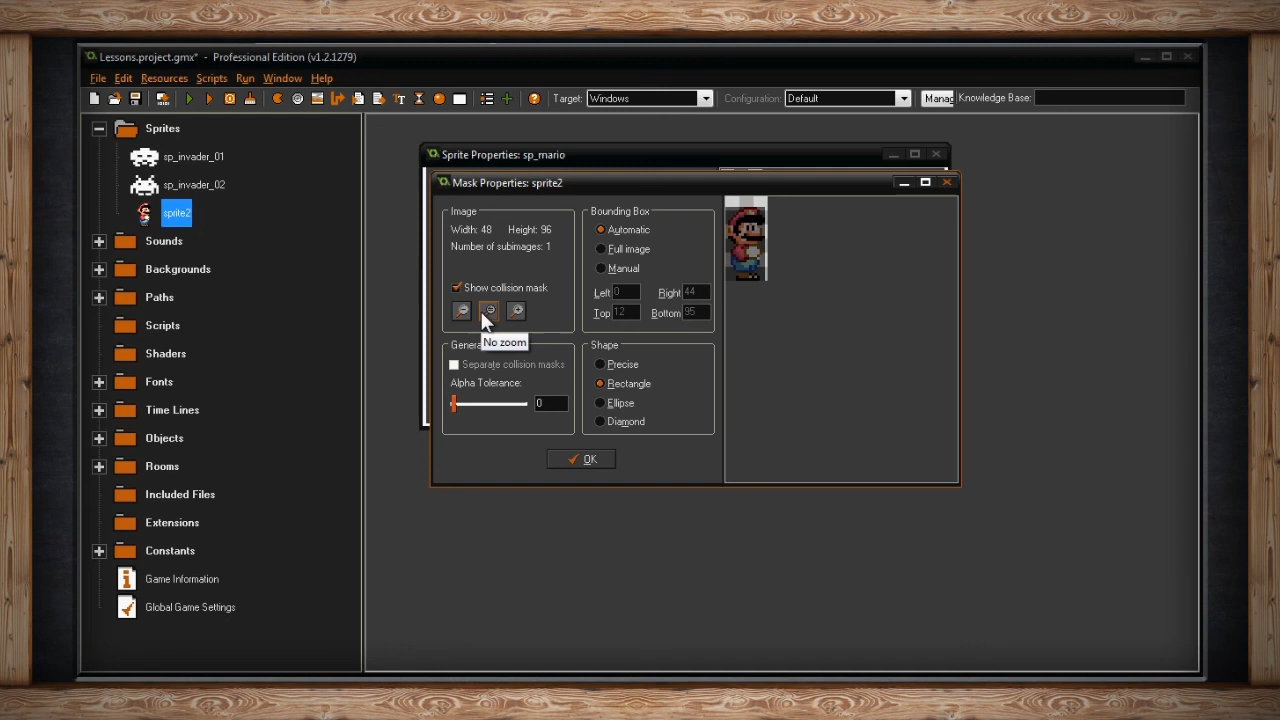 Lessons.project.gmx* - Professional Edition (v1.2.1279)
File Edit Resources Scripts Run Window Help
Target: Windows Configuration: Default Manag Knowledge Base:
Sprites
sp_invader_01
sp_invader_02
sprite2
Sounds
Backgrounds
Paths
Scripts
Shaders
Fonts
Time Lines
Objects
Rooms
Included Files
Extensions
Constants
Game Information
Global Game Settings
Sprite Properties: sp_mario
Mask Properties: sprite2
Image
Width: 48 Height: 96
Number of subimages: 1
Show collision mask
No zoom
Genera
Separate collision masks
Alpha Tolerance:
0
Bounding Box
Automatic
Full image
Manual
Left 0 Right 44
Top 12 Bottom 95
Shape
Precise
Rectangle
Ellipse
Diamond
OK